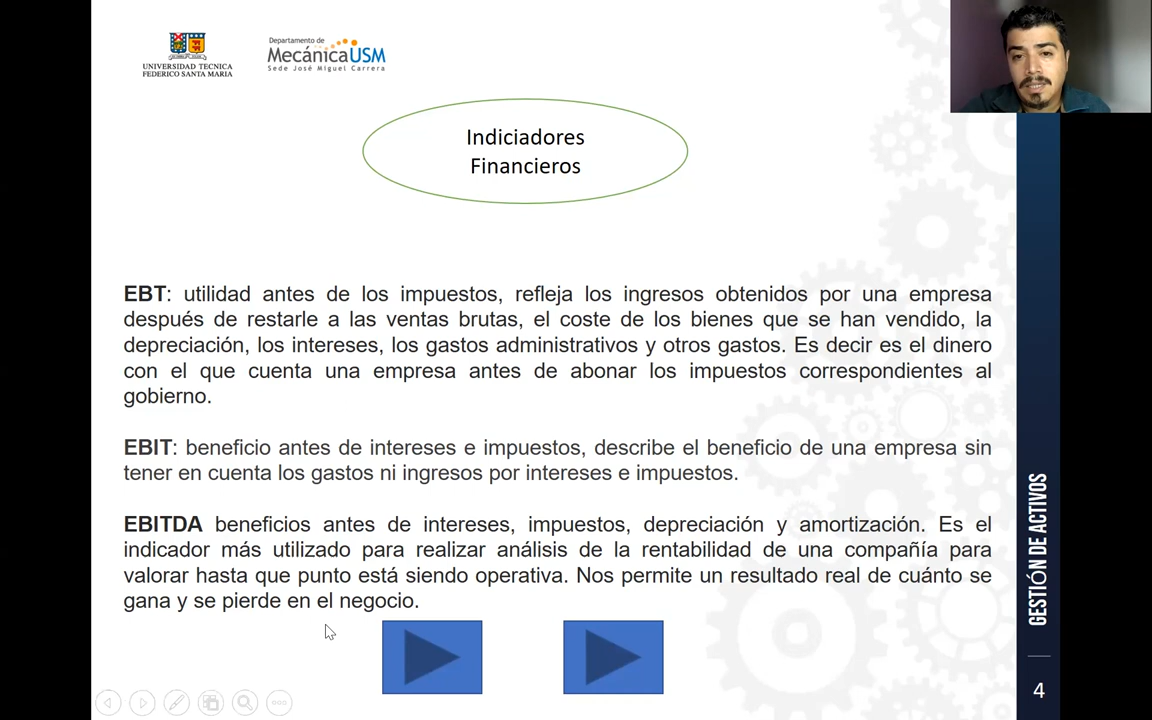 UNIVERSIDAD TECNICA
FEDERICO SANTA MARIA
Departamento de
MecánicaUSM
Sede José Miguel Carrera
Indiciadores
Financieros
EBT: utilidad antes de los impuestos, refleja los ingresos obtenidos por una empresa
después de restarle a las ventas brutas, el coste de los bienes que se han vendido, la
depreciación, los intereses, los gastos administrativos y otros gastos. Es decir es el dinero
con el que cuenta una empresa antes de abonar los impuestos correspondientes al
gobierno.
EBIT: beneficio antes de intereses e impuestos, describe el beneficio de una empresa sin
tener en cuenta los gastos ni ingresos por intereses e impuestos.
EBITDA beneficios antes de intereses, impuestos, depreciación y amortización. Es el
indicador más utilizado para realizar análisis de la rentabilidad de una compañía para
valorar hasta que punto está siendo operativa. Nos permite un resultado real de cuánto se
gana y se pierde en el negocio.
GESTIÓN DE ACTIVOS
4